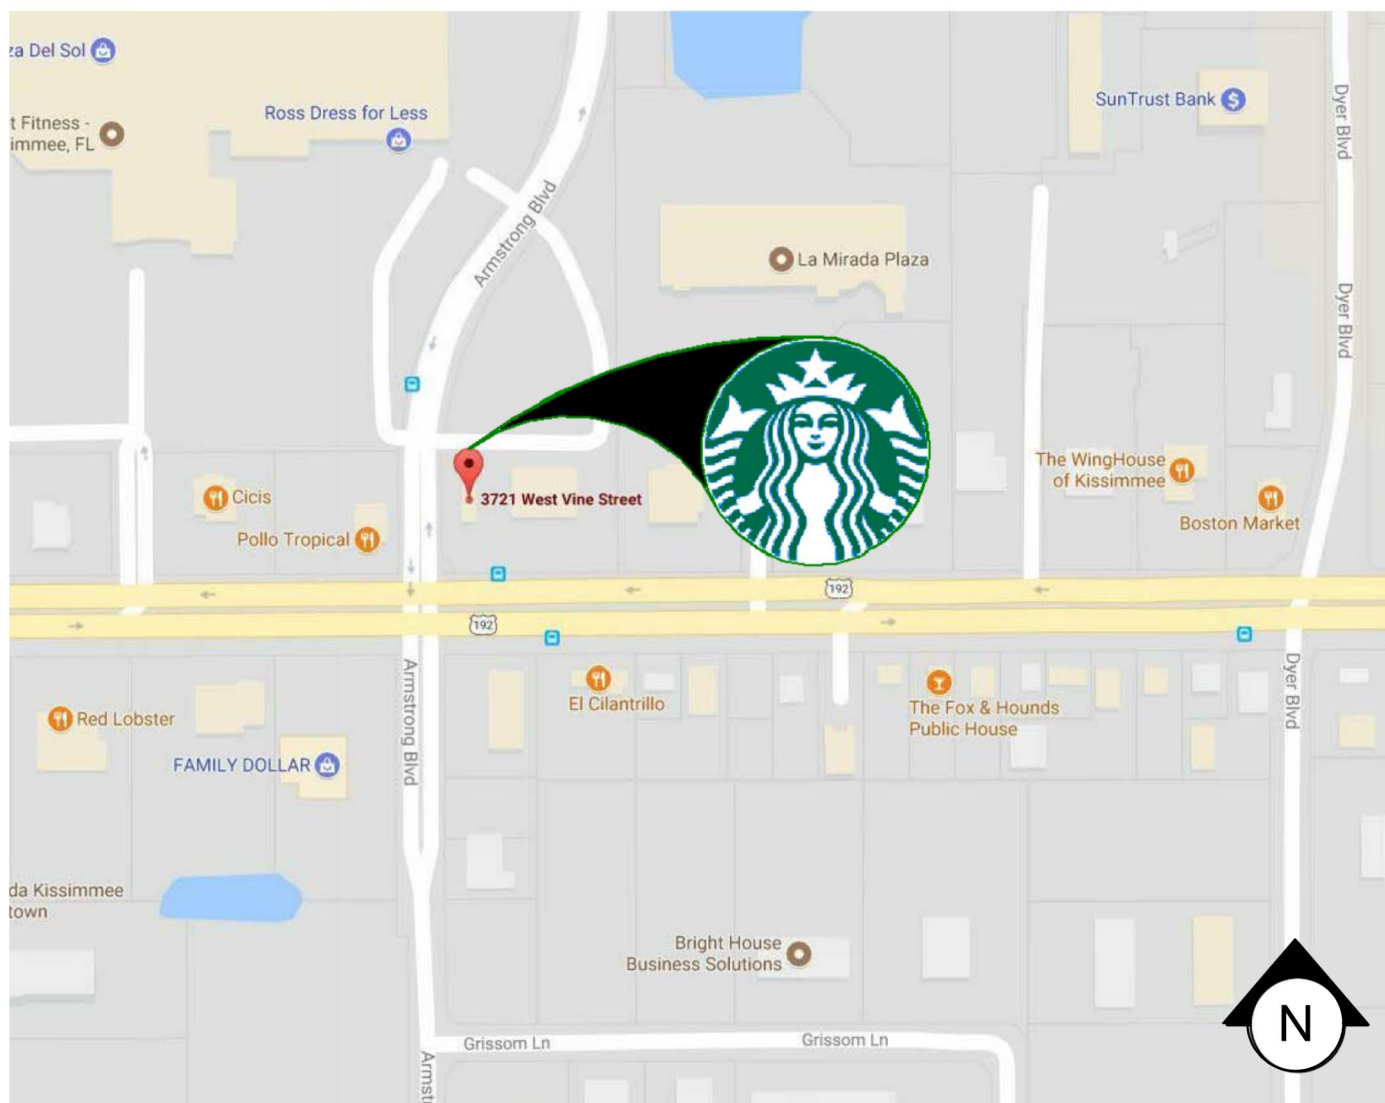 za Del Sol
Ross Dress for Less
t Fitness -
immee, FL
SunTrust Bank
$
Dyer Blvd
Armstrong Blvd
La Mirada Plaza
Dyer Blvd
The WingHouse
of Kissimmee
Cicis
3721 West Vine Street
Boston Market
Pollo Tropical
192
192
Armstrong Blvd
El Cilantrillo
The Fox & Hounds
Public House
Dyer Blvd
Red Lobster
FAMILY DOLLAR
da Kissimmee
town
Bright House
Business Solutions
N
Grissom Ln
Grissom Ln
Armst